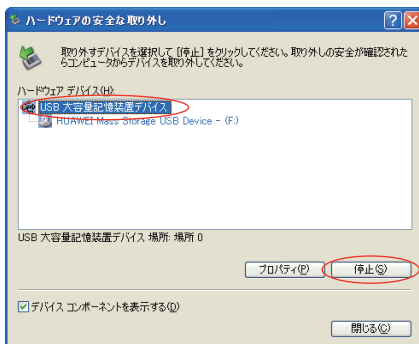 ハードウェアの安全な取り外し
取り外すデバイスを選択して [停止] をクリックしてください。取り外しの安全が確認された
らコンピュータからデバイスを取り外してください。
ハードウェア デバイス(H):
USB 大容量記憶装置デバイス
HUAWEI Mass Storage USB Device - (F:)
USB 大容量記憶装置デバイス 場所: 場所 0
プロパティ(P)
停止(S)
デバイス コンポーネントを表示する(D)
閉じる(C)